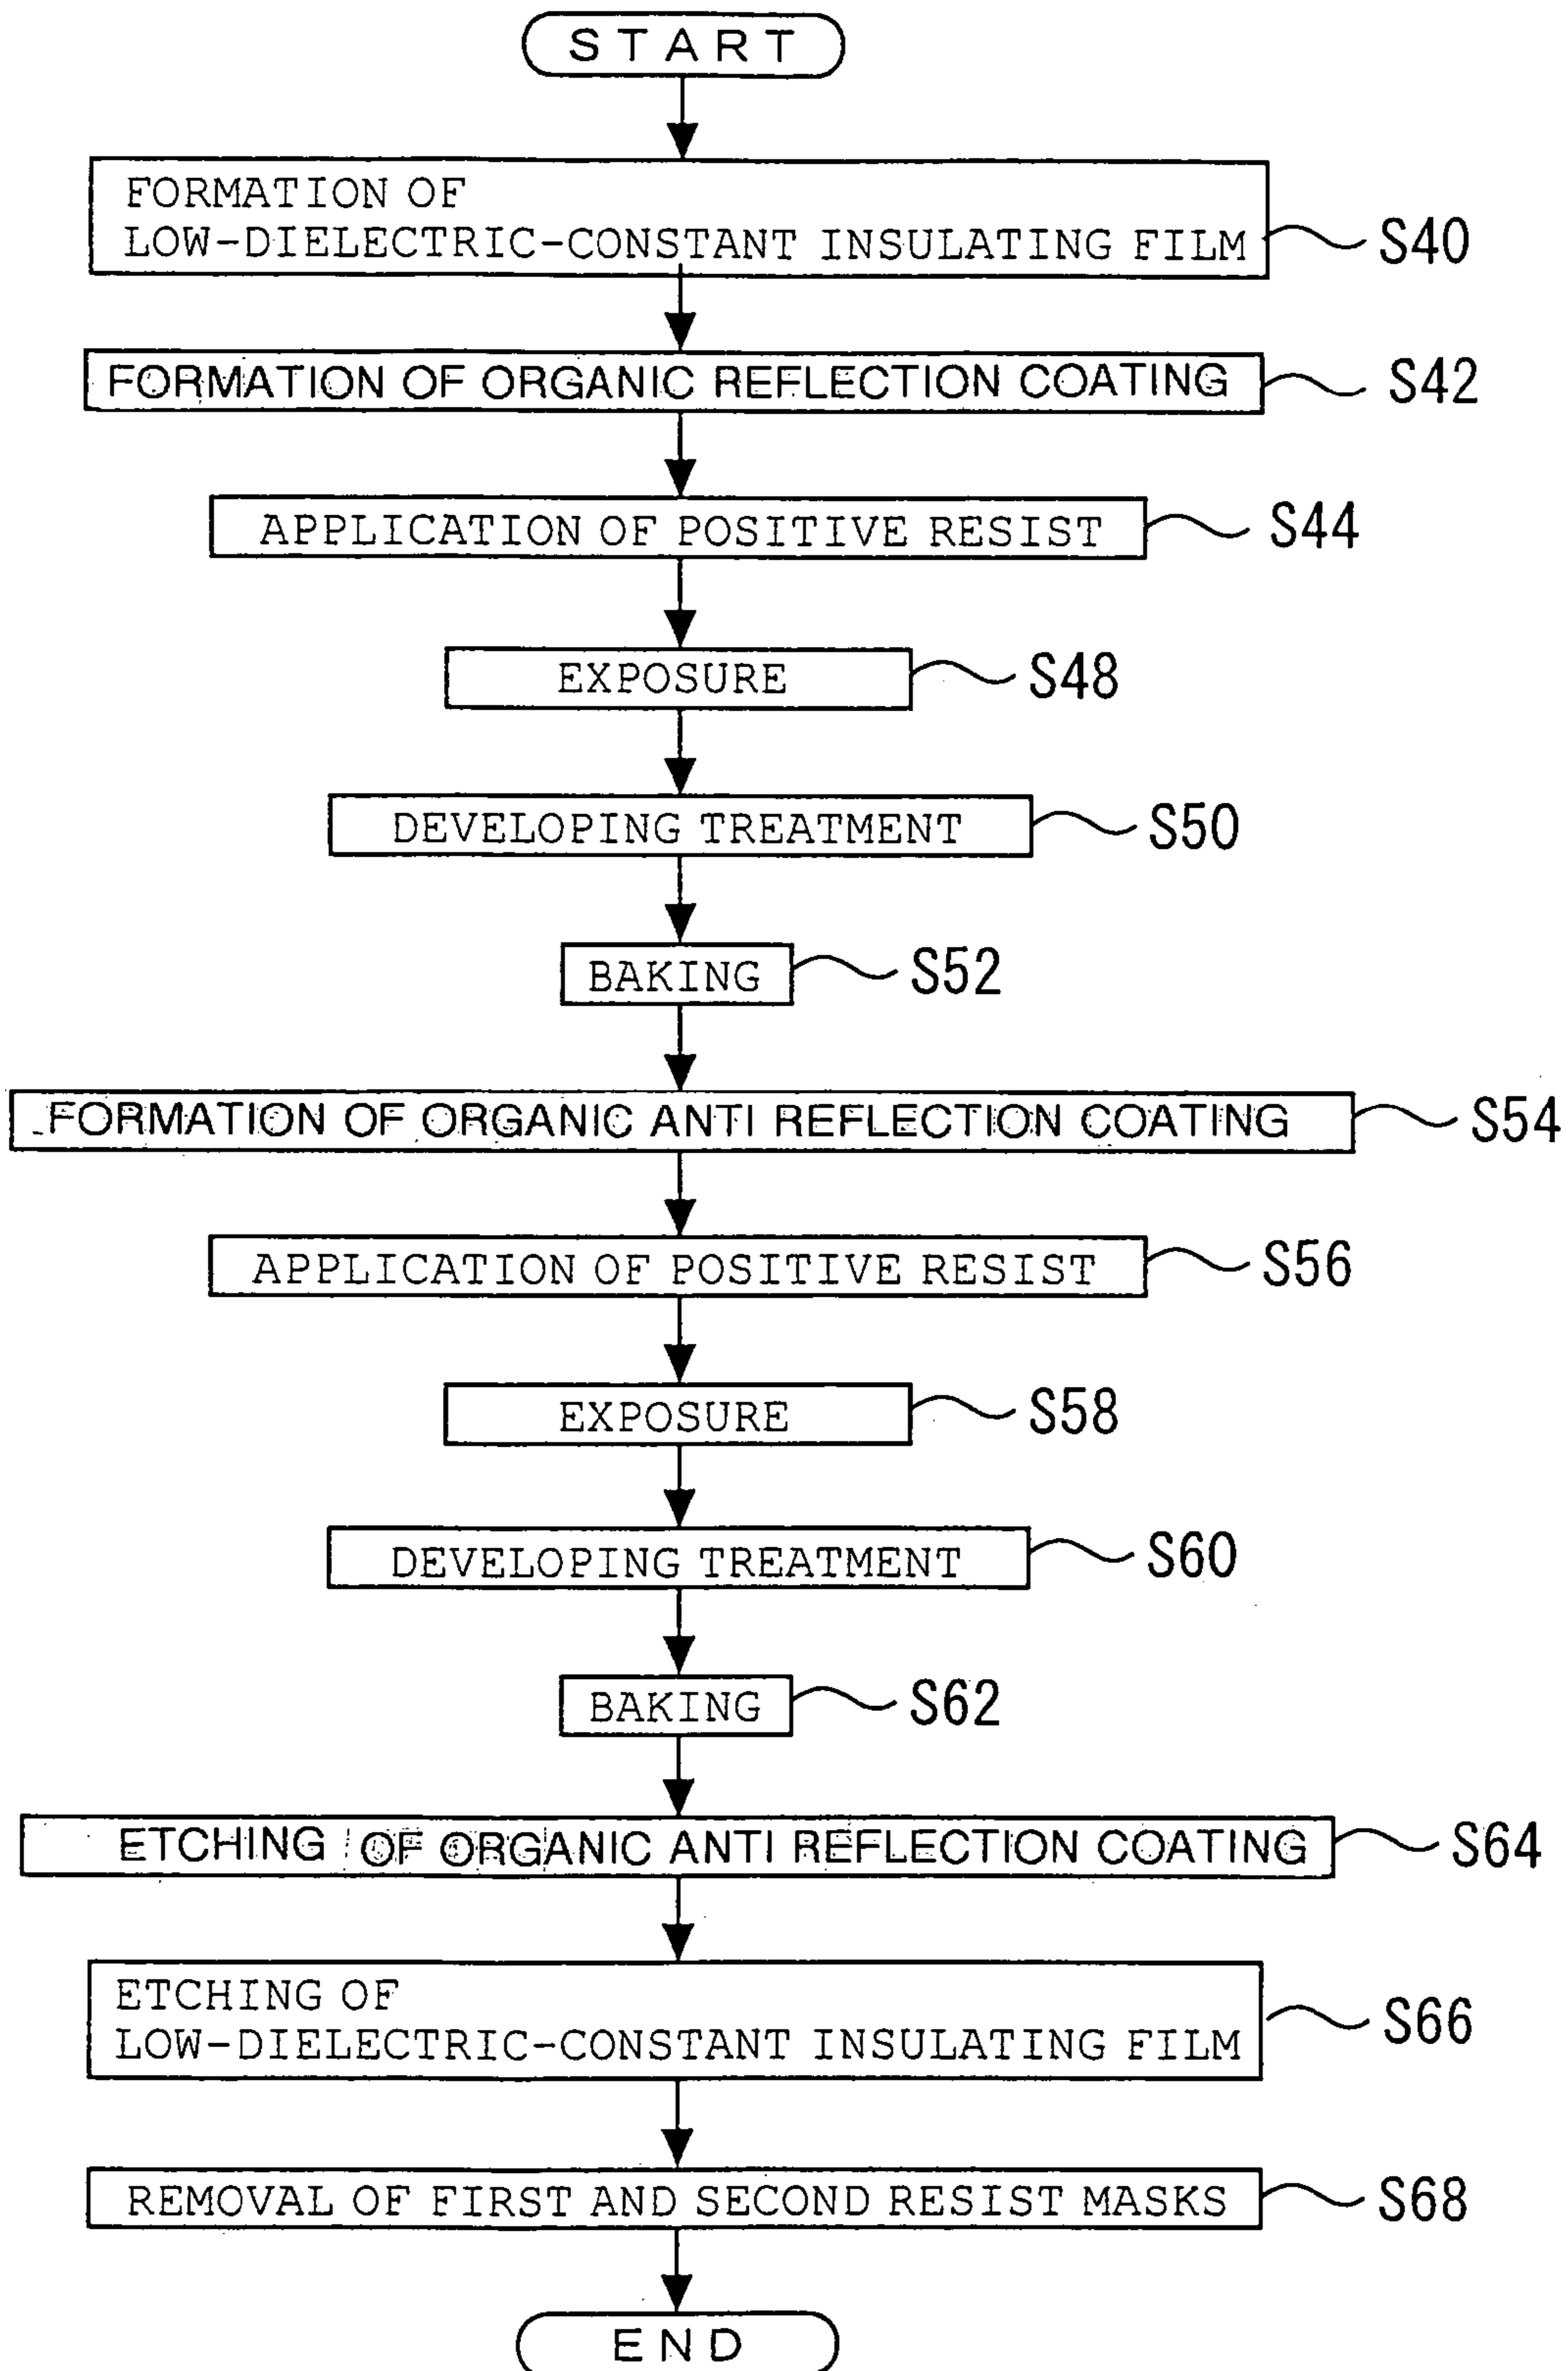 START
FORMATION OF
LOW-DIELECTRIC-CONSTANT INSULATING FILM
S40
FORMATION OF ORGANIC REFLECTION COATING
S42
APPLICATION OF POSITIVE RESIST
S44
EXPOSURE
S48
DEVELOPING TREATMENT
S50
BAKING
S52
FORMATION OF ORGANIC ANTI REFLECTION COATING
S54
APPLICATION OF POSITIVE RESIST
S56
EXPOSURE
S58
DEVELOPING TREATMENT
S60
BAKING
S62
ETCHING OF ORGANIC ANTI REFLECTION COATING
S64
ETCHING OF
LOW-DIELECTRIC-CONSTANT INSULATING FILM
S66
REMOVAL OF FIRST AND SECOND RESIST MASKS
S68
END